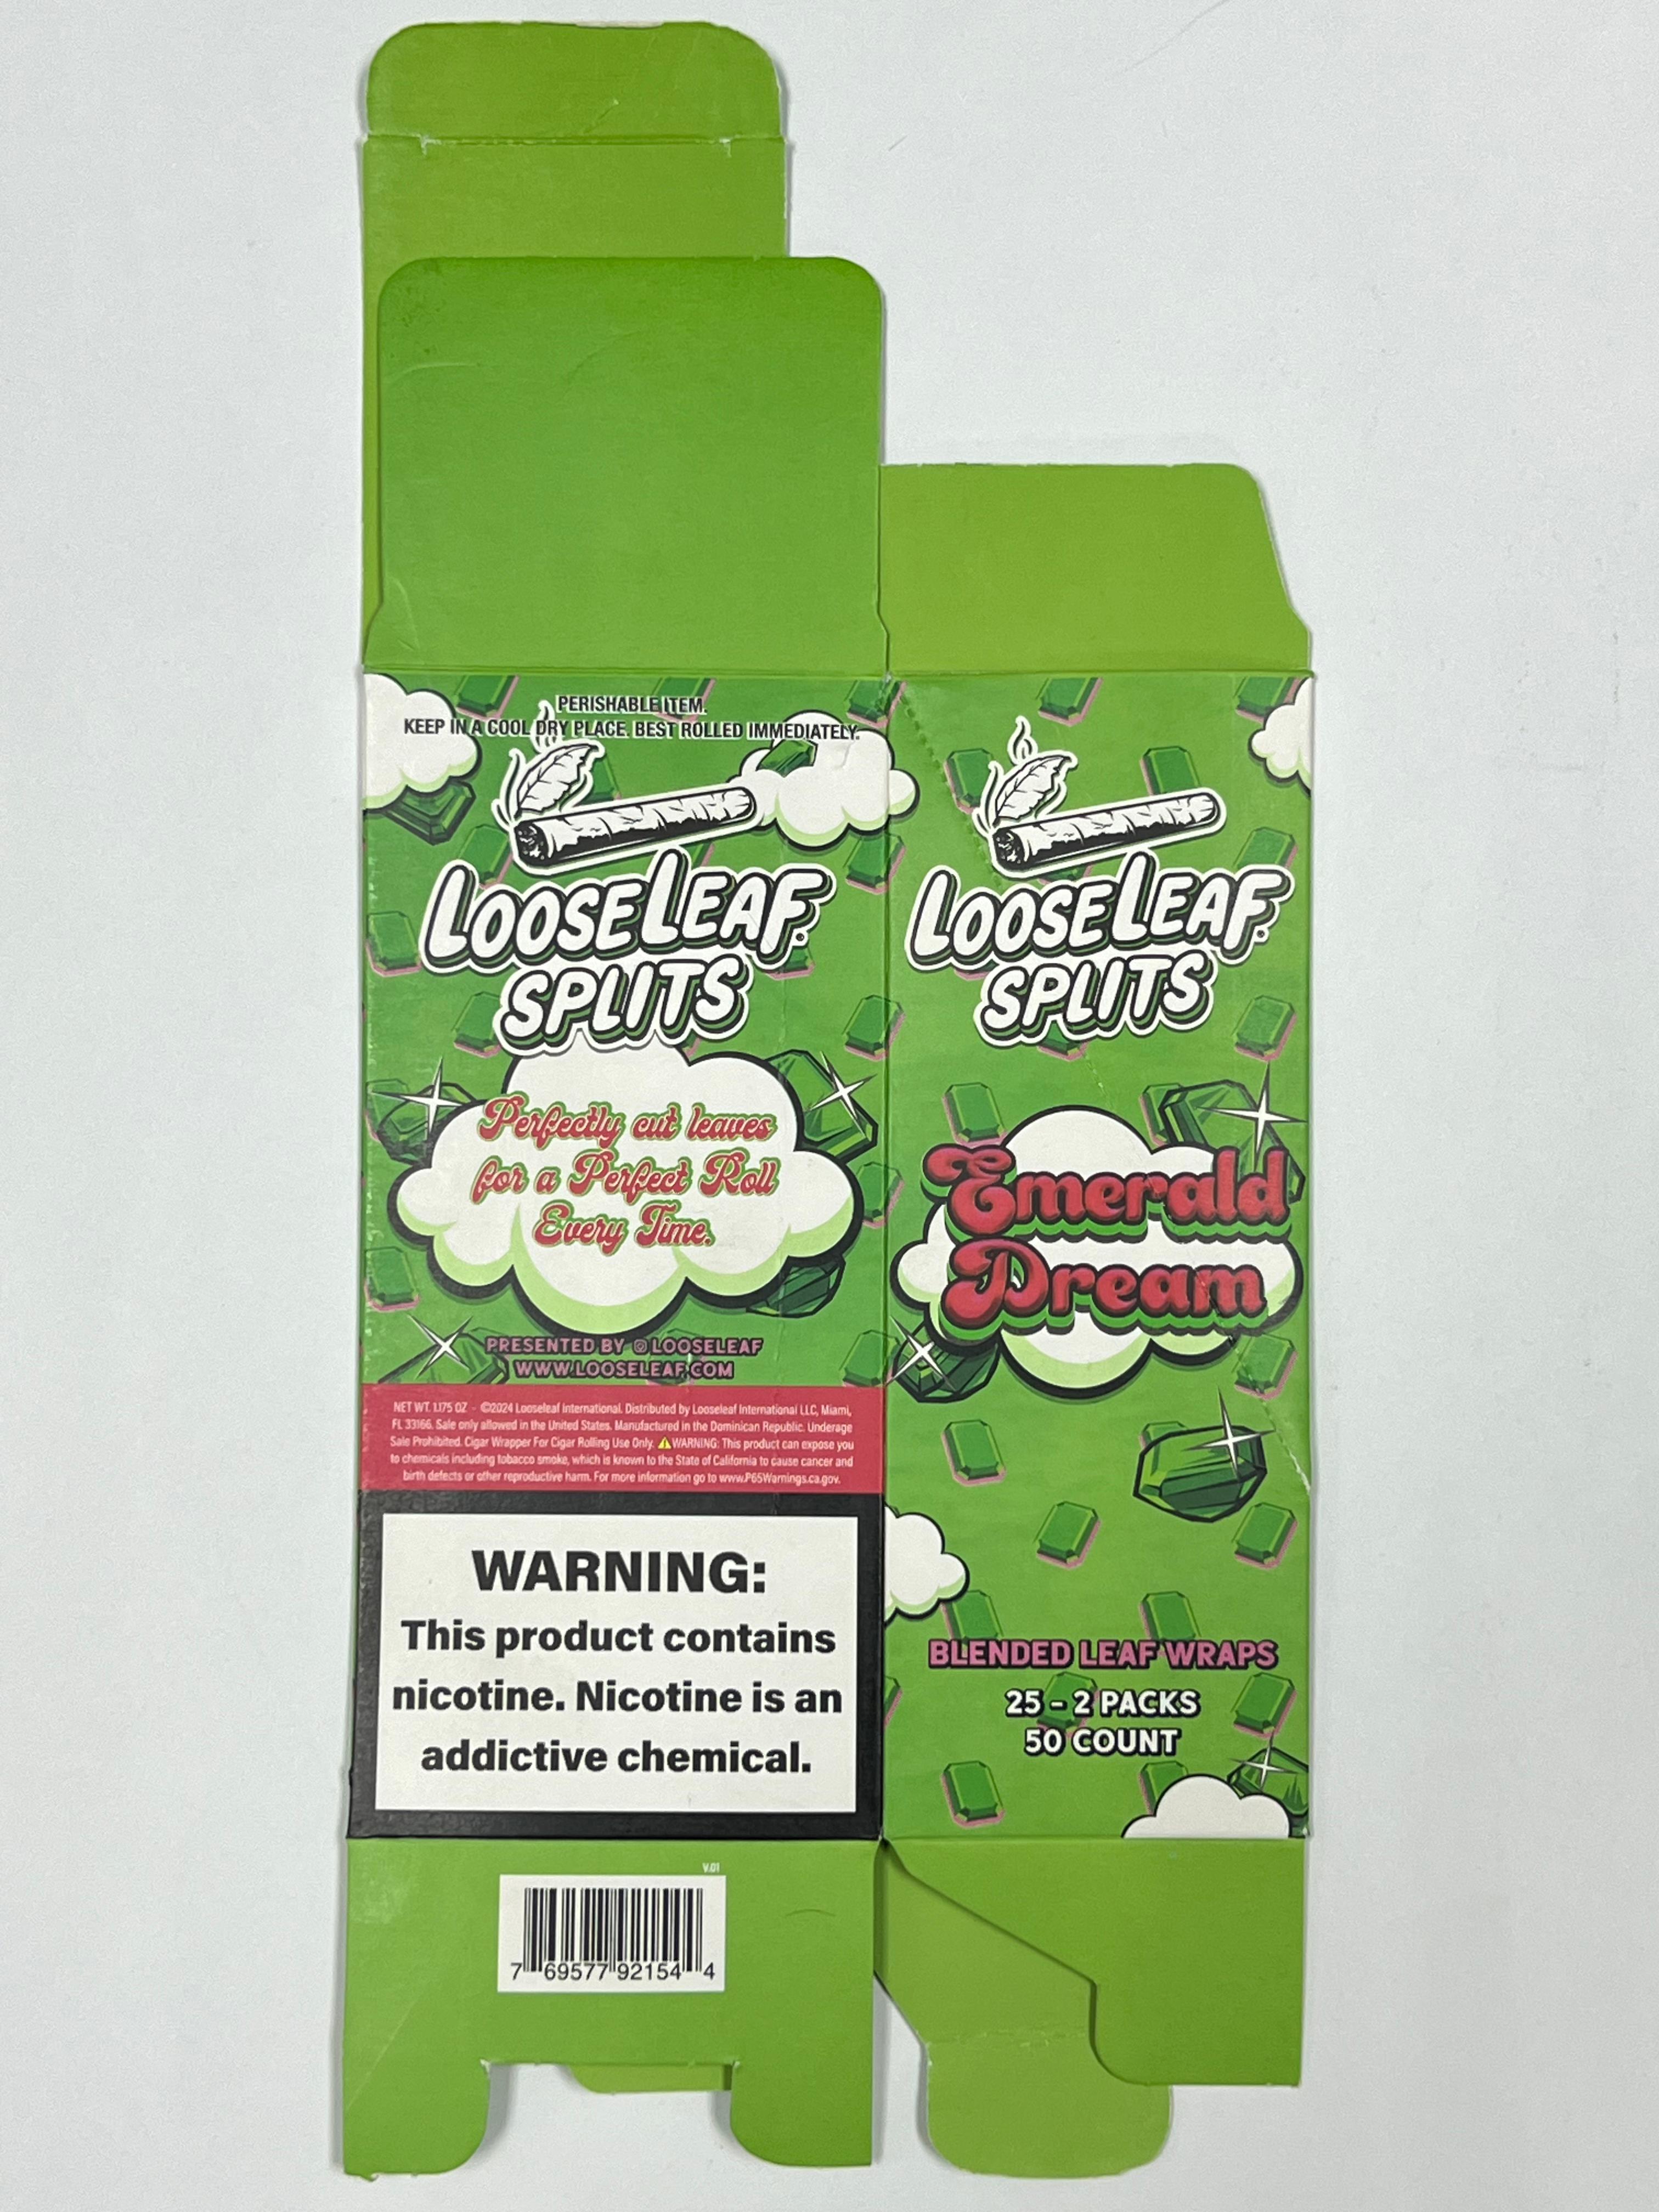 PERISHABLE ITEM.
KEEP IN A COOL DRY PLACE. BEST ROLLED IMMEDIATELY.
LOOSELEAF®
SPLITS
Perfectly cut leaves
for a Perfect Roll
Every Time.
PRESENTED BY @LOOSELEAF
WWW.LOOSELEAF.COM
NET WT. 1.175 OZ - ©2024 Looseleaf International. Distributed by Looseleaf International LLC, Miami,
FL 33166. Sale only allowed in the United States. Manufactured in the Dominican Republic. Underage
Sale Prohibited. Cigar Wrapper For Cigar Rolling Use Only. ⚠WARNING: This product can expose you
to chemicals including tobacco smoke, which is known to the State of California to cause cancer and
birth defects or other reproductive harm. For more information go to www.P65Warnings.ca.gov.
WARNING:
This product contains
nicotine. Nicotine is an
addictive chemical.
V.01
7 69577 92154 4
LOOSELEAF®
SPLITS
Emerald
Dream
BLENDED LEAF WRAPS
25 - 2 PACKS
50 COUNT